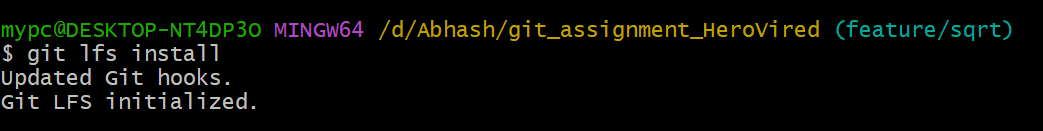 mypc@DESKTOP-NT4DP3O MINGW64 /d/Abhash/git_assignment_HeroVired (feature/sqrt)
$ git lfs install
Updated Git hooks.
Git LFS initialized.